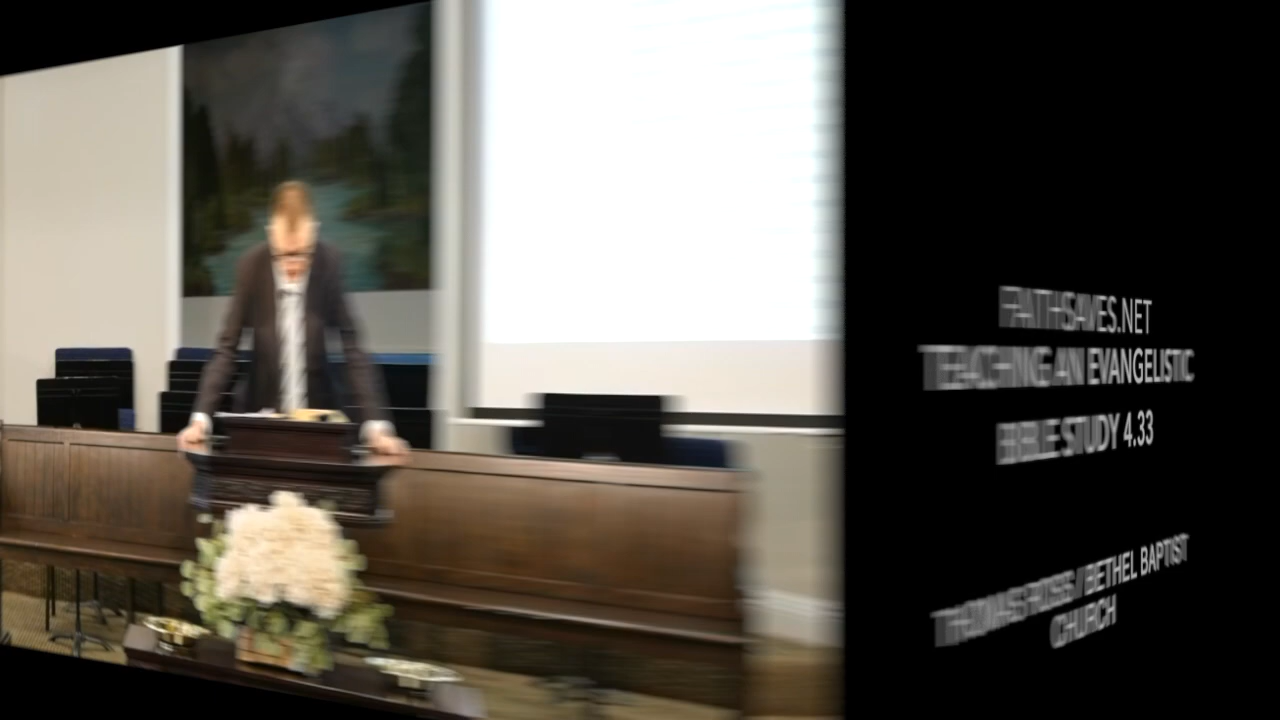 FAITHSAVES.NET
TEACHING AN EVANGELISTIC
BIBLE STUDY 4.33
THOMAS ROSS / BETHEL BAPTIST
CHURCH